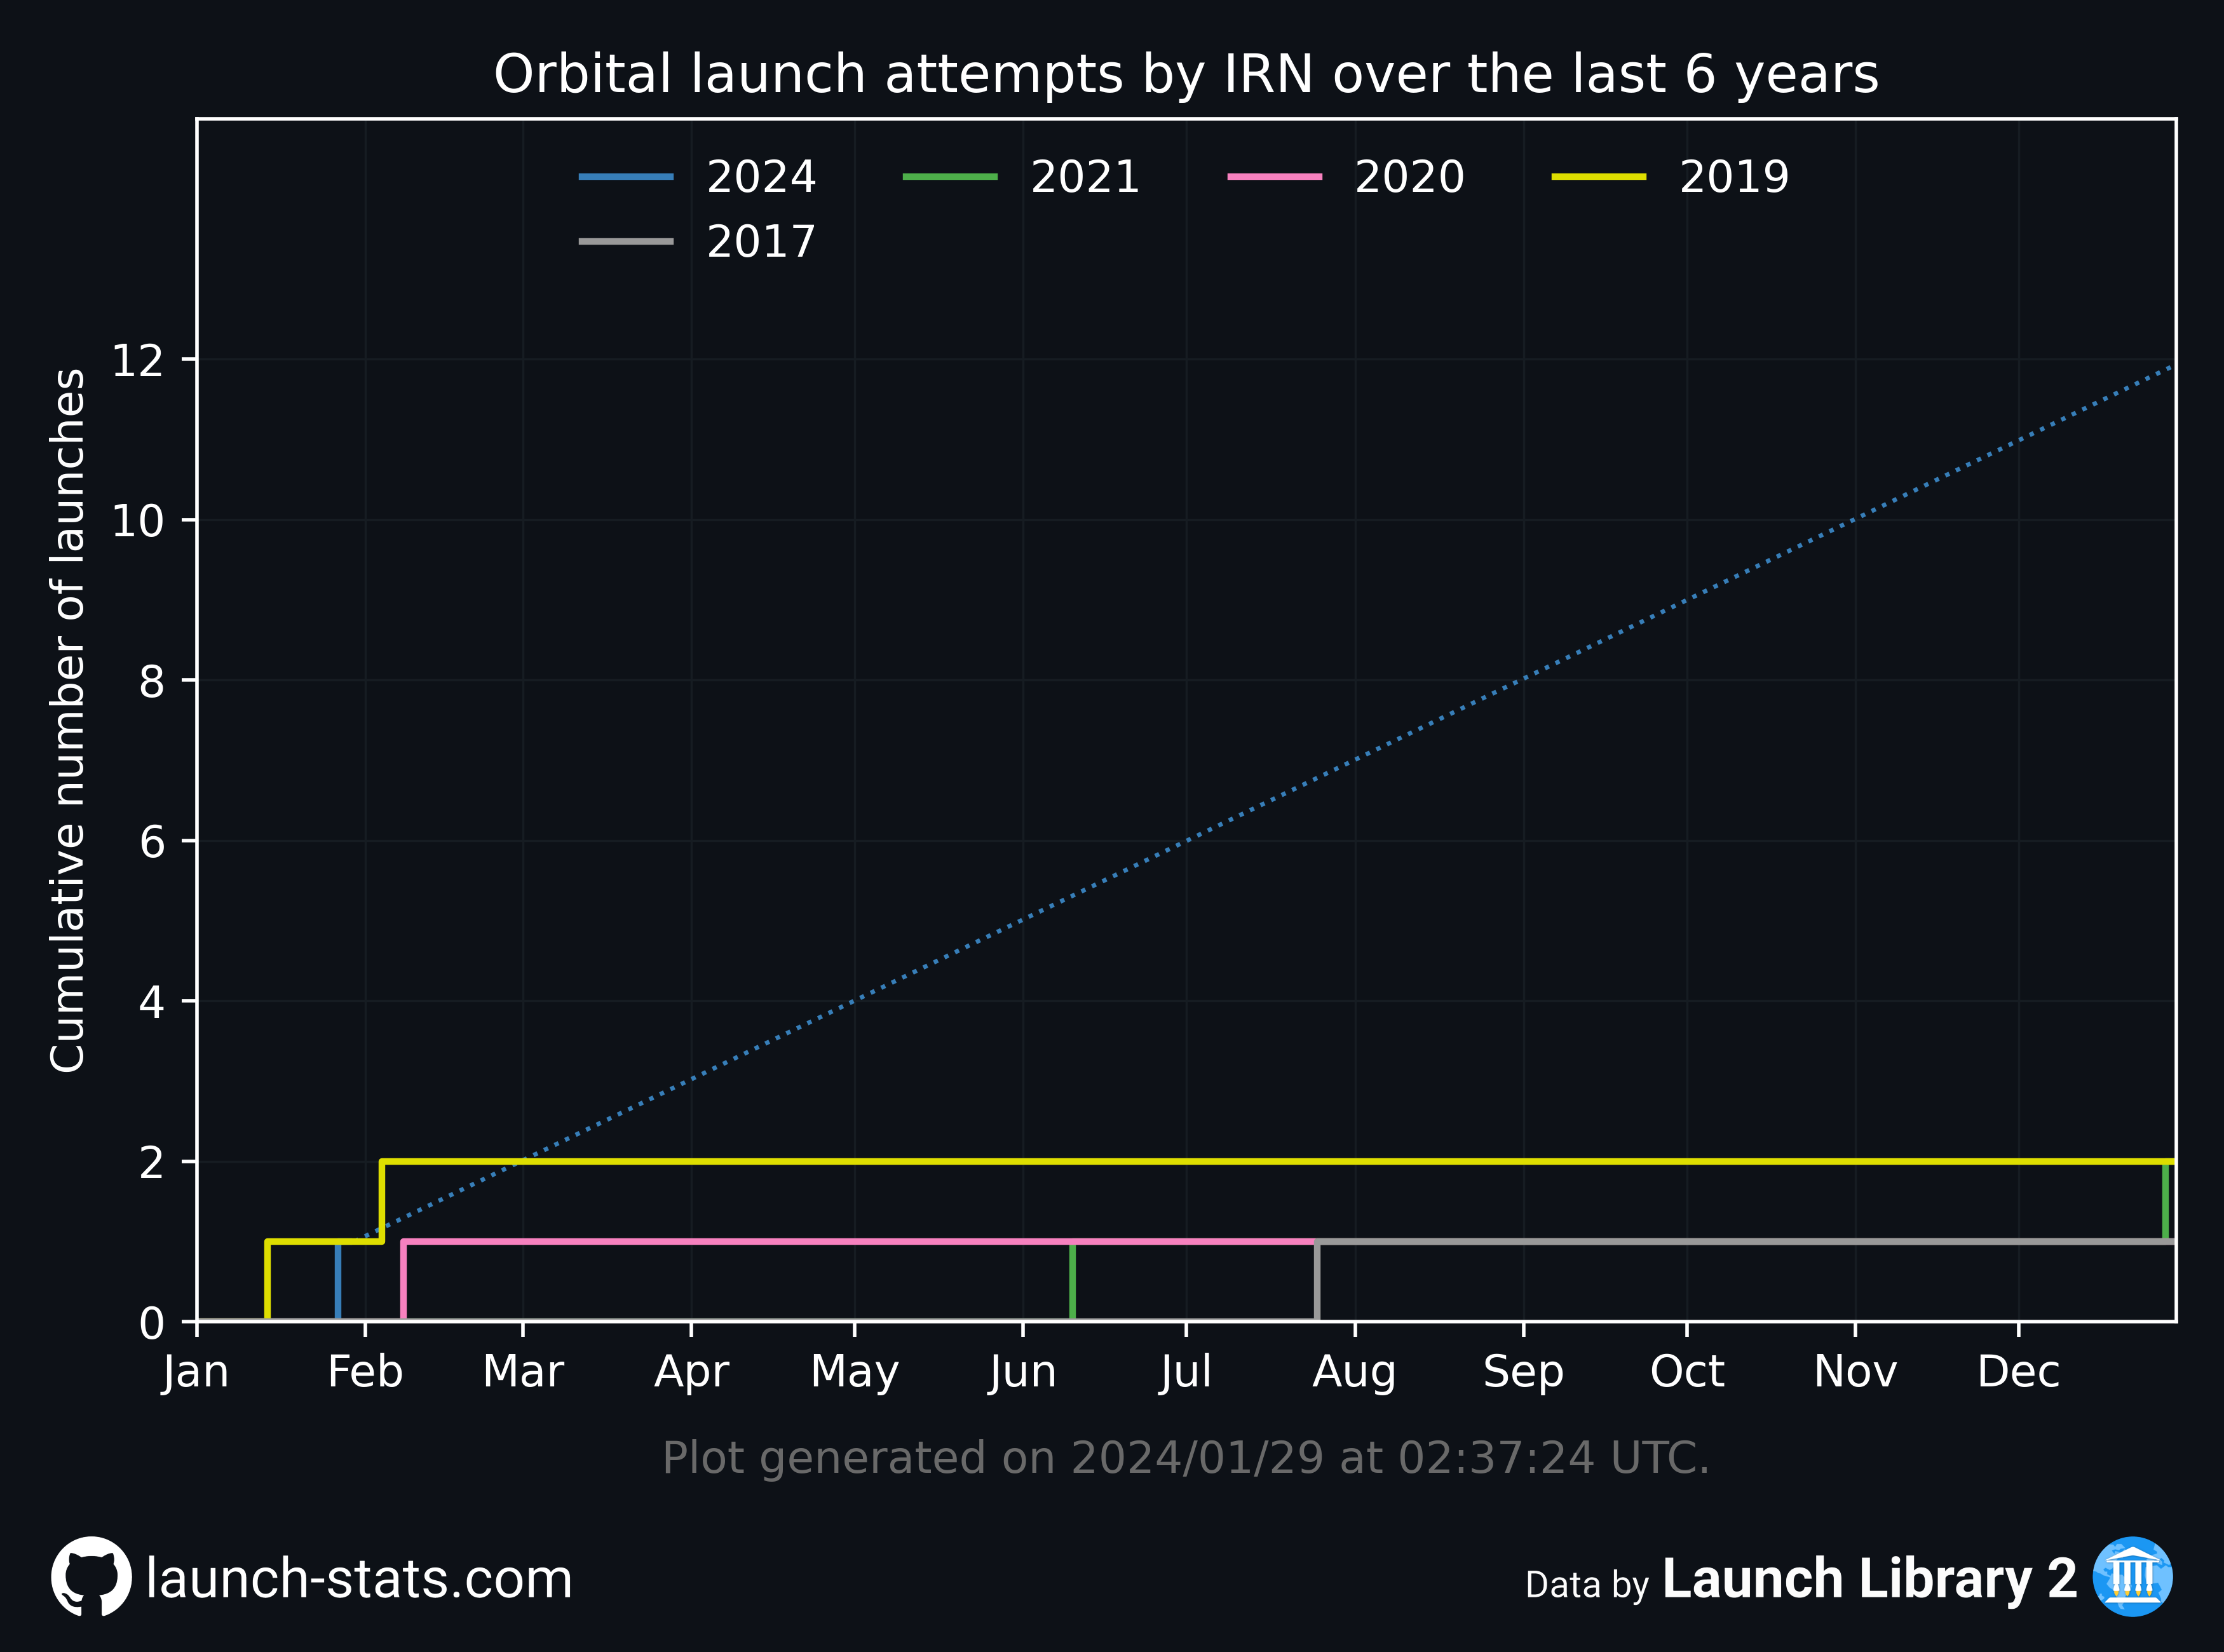 Orbital launch attempts by IRN over the last 6 years
2024 2021 2020 2019
2017
Cumulative number of launches
12
10
8
6
4
2
0
Jan Feb Mar Apr May Jun Jul Aug Sep Oct Nov Dec
Plot generated on 2024/01/29 at 02:37:24 UTC.
launch-stats.com
Data by Launch Library 2